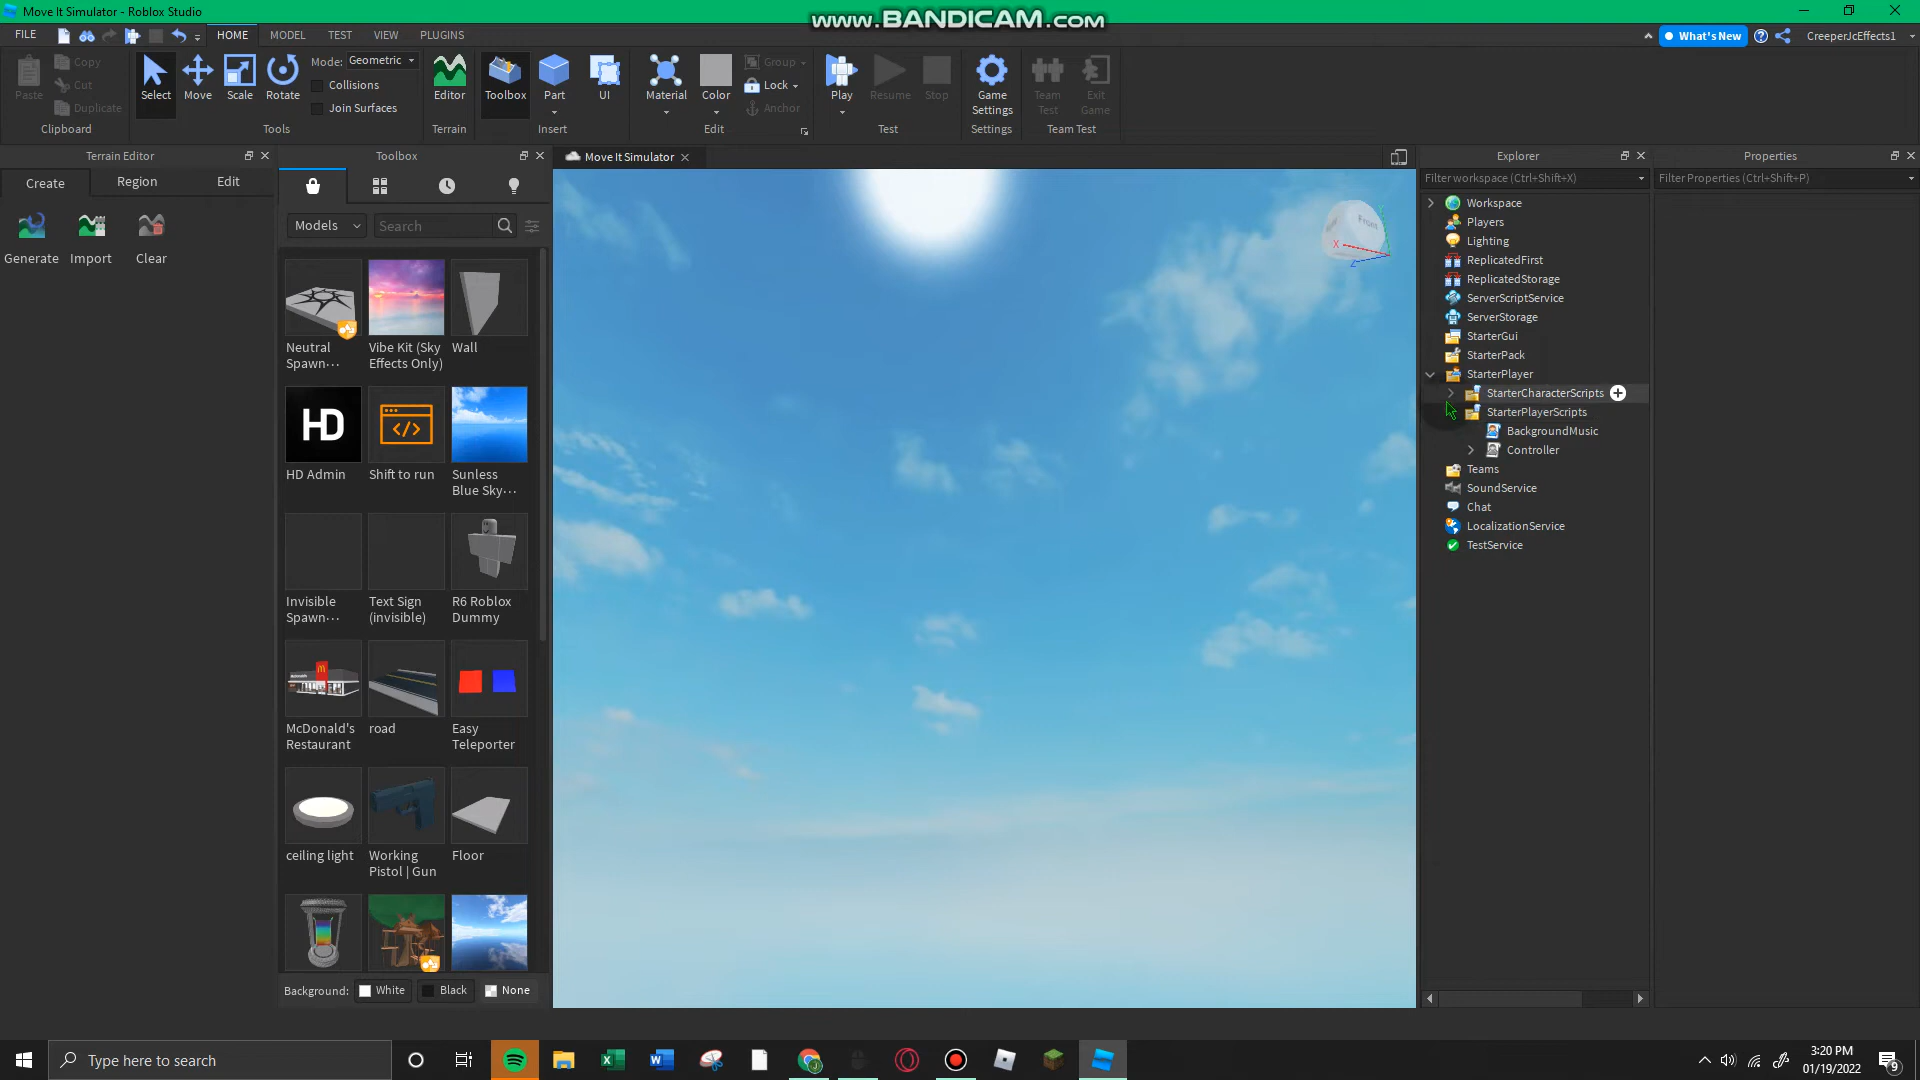 Move It Simulator - Roblox Studio
www.BANDICAM.com
FILE
HOME
MODEL
TEST
VIEW
PLUGINS
What's New
CreeperJcEffects1
Paste
Copy
Cut
Duplicate
Clipboard
Select
Move
Scale
Rotate
Mode: Geometric
Collisions
Join Surfaces
Tools
Editor
Terrain
Toolbox
Part
UI
Insert
Material
Color
Group
Lock
Anchor
Edit
Play
Resume
Stop
Test
Game
Settings
Settings
Team
Test
Exit
Game
Team Test
Terrain Editor
Create
Region
Edit
Generate
Import
Clear
Toolbox
Models
Search
Neutral
Spawn...
Vibe Kit (Sky
Effects Only)
Wall
HD
HD Admin
Shift to run
Sunless
Blue Sky...
Invisible
Spawn...
Text Sign
(invisible)
R6 Roblox
Dummy
McDonald's
Restaurant
road
Easy
Teleporter
ceiling light
Working
Pistol | Gun
Floor
Background:
White
Black
None
Move It Simulator
Front
X
Explorer
Filter workspace (Ctrl+Shift+X)
Workspace
Players
Lighting
ReplicatedFirst
ReplicatedStorage
ServerScriptService
ServerStorage
StarterGui
StarterPack
StarterPlayer
StarterCharacterScripts
StarterPlayerScripts
BackgroundMusic
Controller
Teams
SoundService
Chat
LocalizationService
TestService
Properties
Filter Properties (Ctrl+Shift+P)
Type here to search
3:20 PM
01/19/2022
9